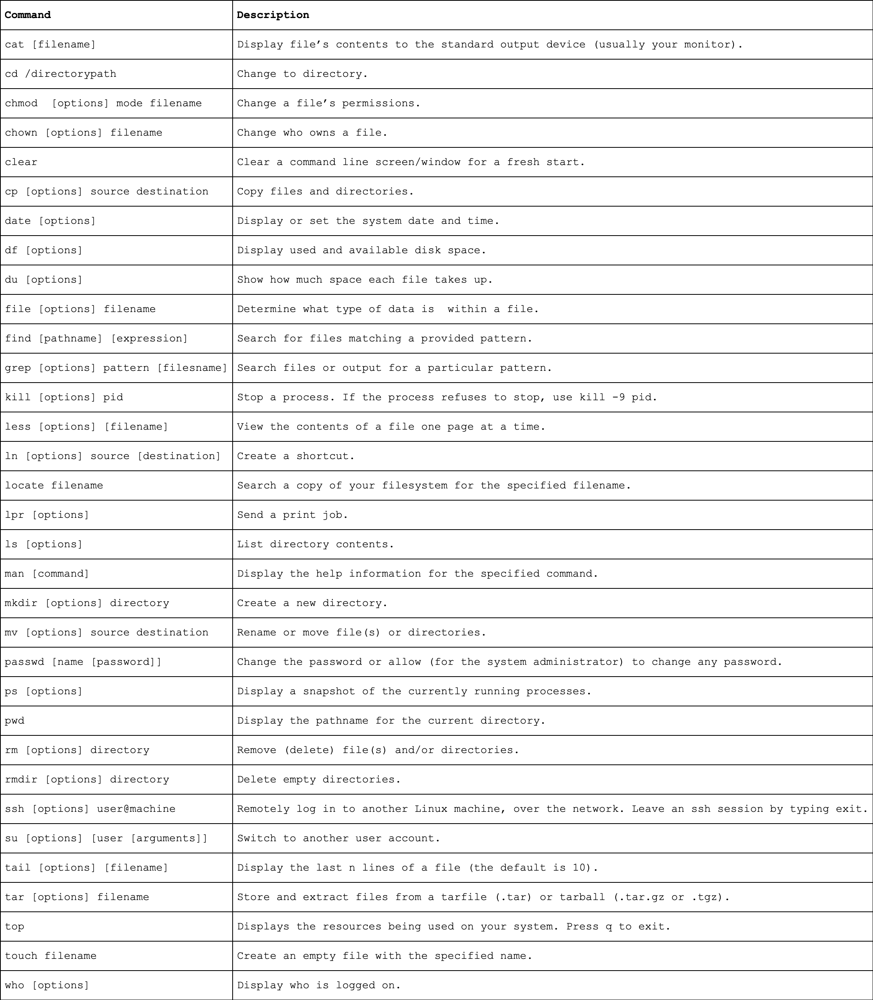 Command Description
cat [filename] Display file’s contents to the standard output device (usually your monitor).
cd /directorypath Change to directory.
chmod  [options] mode filename Change a file’s permissions.
chown [options] filename Change who owns a file.
clear Clear a command line screen/window for a fresh start.
cp [options] source destination Copy files and directories.
date [options] Display or set the system date and time.
df [options] Display used and available disk space.
du [options] Show how much space each file takes up.
file [options] filename Determine what type of data is  within a file.
find [pathname] [expression] Search for files matching a provided pattern.
grep [options] pattern [filesname] Search files or output for a particular pattern.
kill [options] pid Stop a process. If the process refuses to stop, use kill -9 pid.
less [options] [filename] View the contents of a file one page at a time.
ln [options] source [destination] Create a shortcut.
locate filename Search a copy of your filesystem for the specified filename.
lpr [options] Send a print job.
ls [options] List directory contents.
man [command] Display the help information for the specified command.
mkdir [options] directory Create a new directory.
mv [options] source destination Rename or move file(s) or directories.
passwd [name [password]] Change the password or allow (for the system administrator) to change any password.
ps [options] Display a snapshot of the currently running processes.
pwd Display the pathname for the current directory.
rm [options] directory Remove (delete) file(s) and/or directories.
rmdir [options] directory Delete empty directories.
ssh [options] user@machine Remotely log in to another Linux machine, over the network. Leave an ssh session by typing exit.
su [options] [user [arguments]] Switch to another user account.
tail [options] [filename] Display the last n lines of a file (the default is 10).
tar [options] filename Store and extract files from a tarfile (.tar) or tarball (.tar.gz or .tgz).
top Displays the resources being used on your system. Press q to exit.
touch filename Create an empty file with the specified name.
who [options] Display who is logged on.